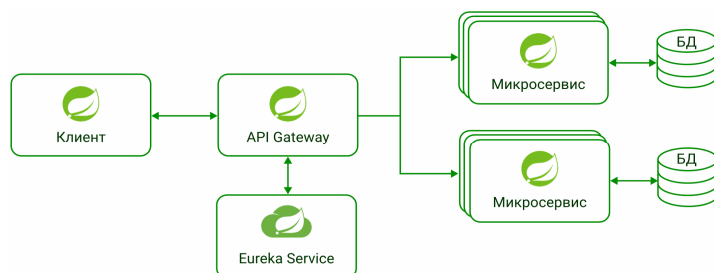 Клиент
API Gateway
Eureka Service
Микросервис
БД
Микросервис
БД